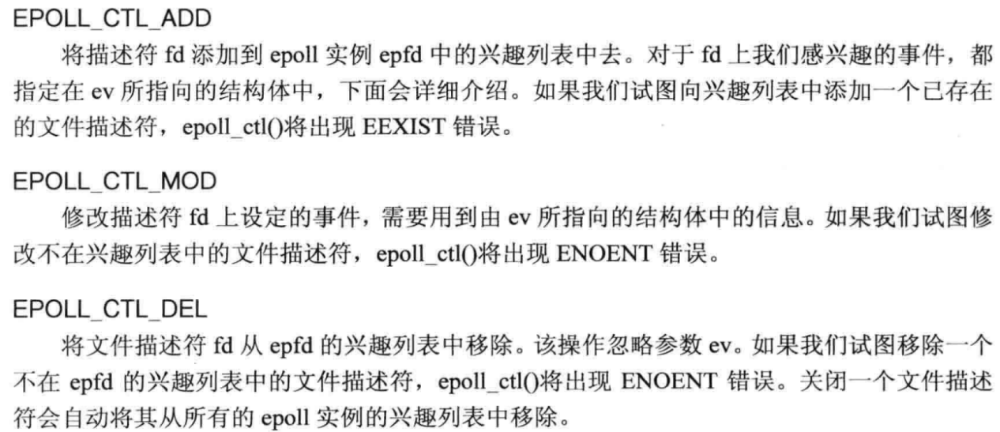 EPOLL_CTL_ADD
将描述符 fd 添加到 epoll 实例 epfd 中的兴趣列表中去。对于 fd 上我们感兴趣的事件，都
指定在 ev 所指向的结构体中，下面会详细介绍。如果我们试图向兴趣列表中添加一个已存在
的文件描述符，epoll_ctl()将出现 EEXIST 错误。
EPOLL_CTL_MOD
修改描述符 fd 上设定的事件，需要用到由 ev 所指向的结构体中的信息。如果我们试图修
改不在兴趣列表中的文件描述符，epoll_ctl()将出现 ENOENT 错误。
EPOLL_CTL_DEL
将文件描述符 fd 从 epfd 的兴趣列表中移除。该操作忽略参数 ev。如果我们试图移除一个
不在 epfd 的兴趣列表中的文件描述符，epoll_ctl()将出现 ENOENT 错误。关闭一个文件描述
符会自动将其从所有的 epoll 实例的兴趣列表中移除。